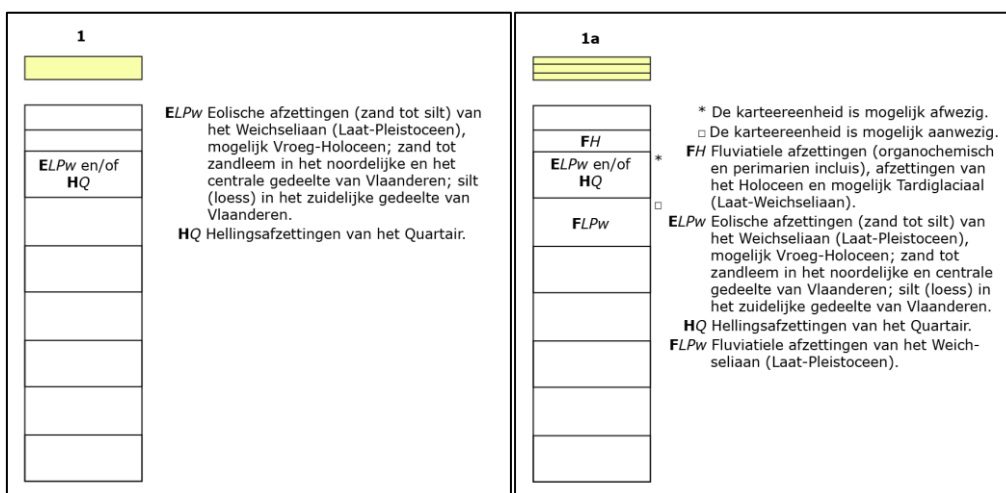 1
ELPw en/of
HQ
ELPw Eolische afzettingen (zand tot silt) van
het Weichseliaan (Laat-Pleistoceen),
mogelijk Vroeg-Holoceen; zand tot
zandleem in het noordelijke en het
centrale gedeelte van Vlaanderen; silt
(loess) in het zuidelijke gedeelte van
Vlaanderen.
HQ Hellingsafzettingen van het Quartair.
1a
FH
ELPw en/of
HQ
*
□
FLPw
* De karteereenheid is mogelijk afwezig.
□ De karteereenheid is mogelijk aanwezig.
FH Fluviatiele afzettingen (organochemisch
en perimarien incluis), afzettingen van
het Holoceen en mogelijk Tardiglaciaal
(Laat-Weichseliaan).
ELPw Eolische afzettingen (zand tot silt) van
het Weichseliaan (Laat-Pleistoceen),
mogelijk Vroeg-Holoceen; zand tot
zandleem in het noordelijke en centrale
gedeelte van Vlaanderen; silt (loess) in
het zuidelijke gedeelte van Vlaanderen.
HQ Hellingsafzettingen van het Quartair.
FLPw Fluviatiele afzettingen van het Weich-
seliaan (Laat-Pleistoceen).